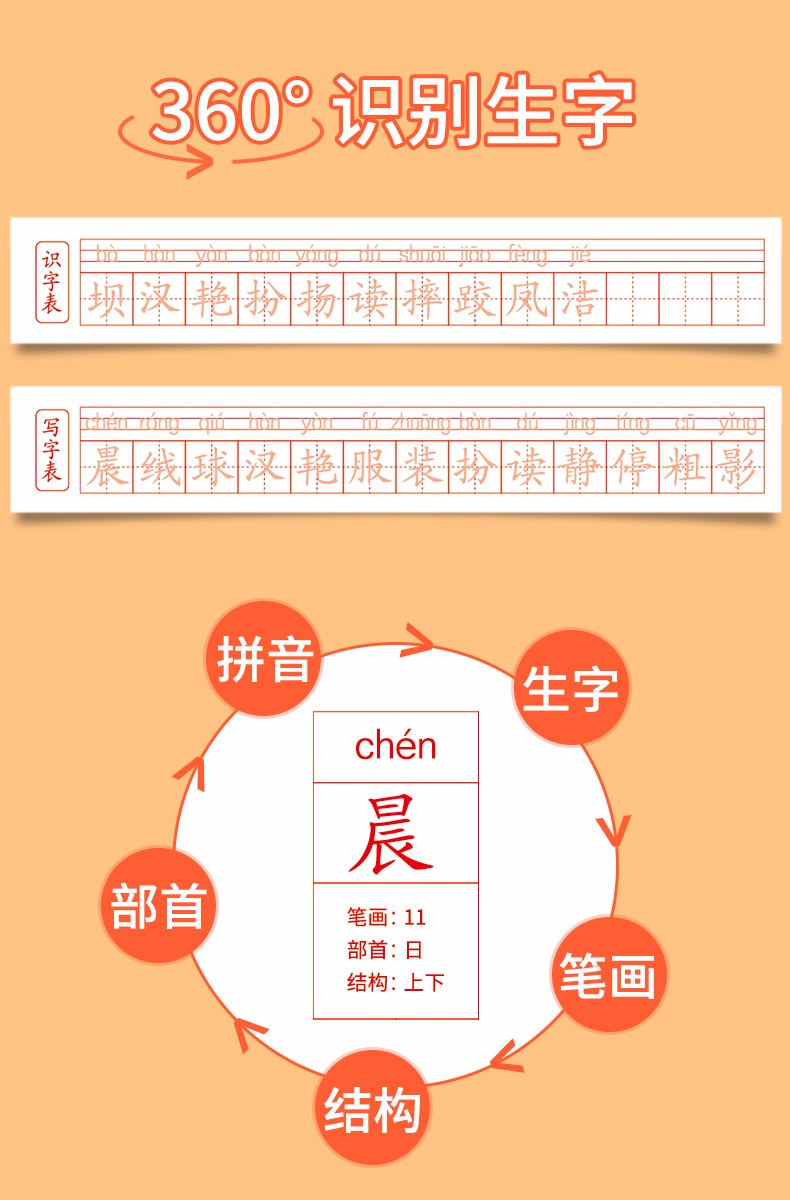 360° 识别生字
识字表
bà hàn yàn bàn yáng dú shuāi jiāo fèng jié
坝 汉 艳 扮 扬 读 摔 跤 凤 洁
写字表
chén róng qiú hàn yàn fú zhuāng bàn dú jìng tíng cū yǐng
晨 绒 球 汉 艳 服 装 扮 读 静 停 粗 影
拼音
生字
chén
晨
笔画：11
部首：日
结构：上下
部首
笔画
结构